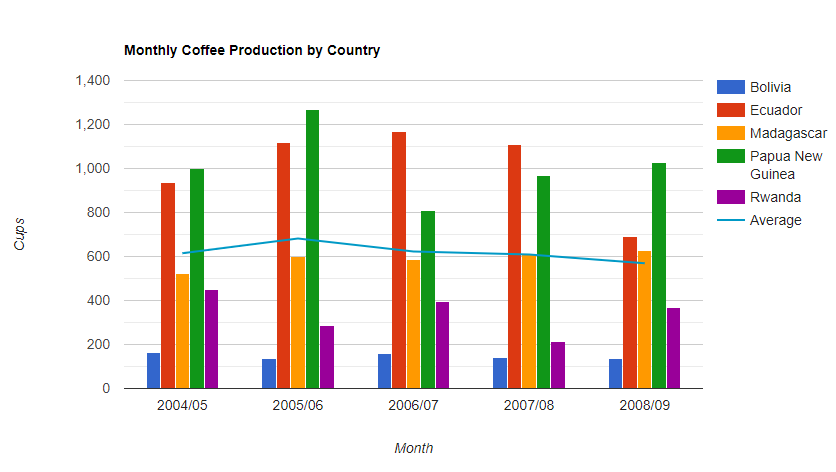 Monthly Coffee Production by Country
1,400
1,200
1,000
800
600
400
200
0
Cups
2004/05 2005/06 2006/07 2007/08 2008/09
Month
Bolivia
Ecuador
Madagascar
Papua New
Guinea
Rwanda
Average